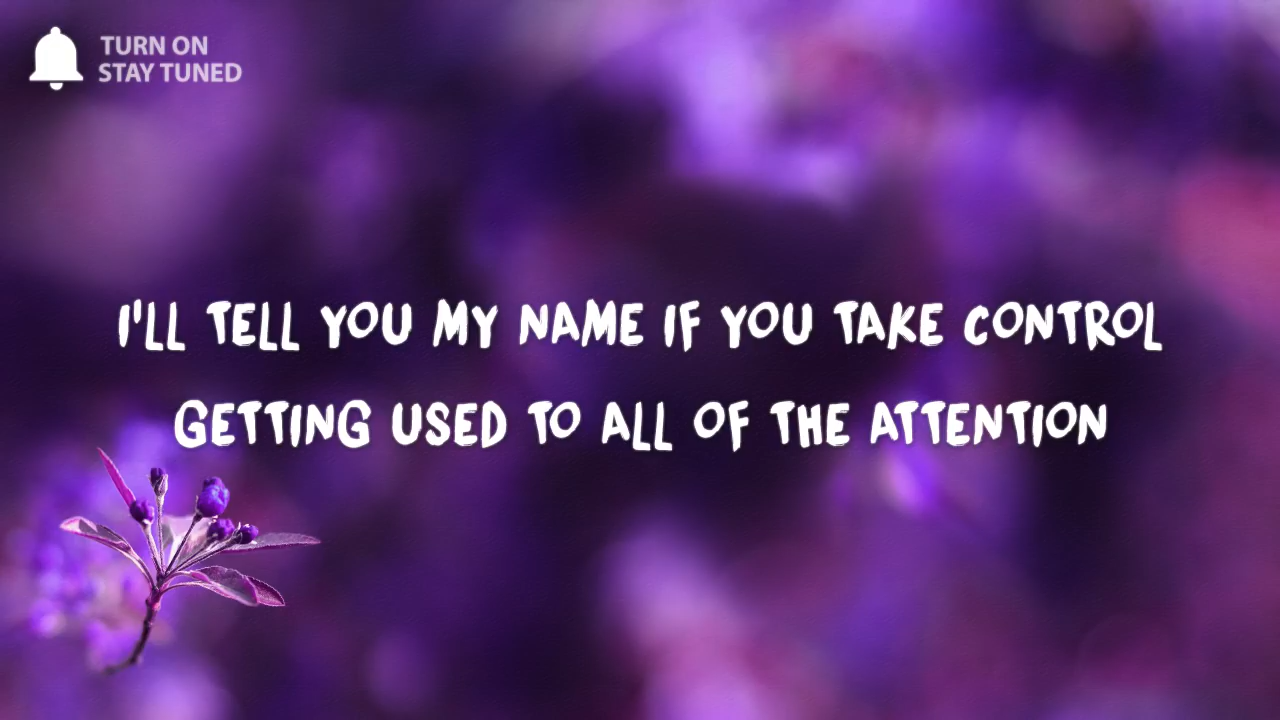 TURN ON
STAY TUNED
I'LL TELL YOU MY NAME IF YOU TAKE CONTROL
GETTING USED TO ALL OF THE ATTENTION